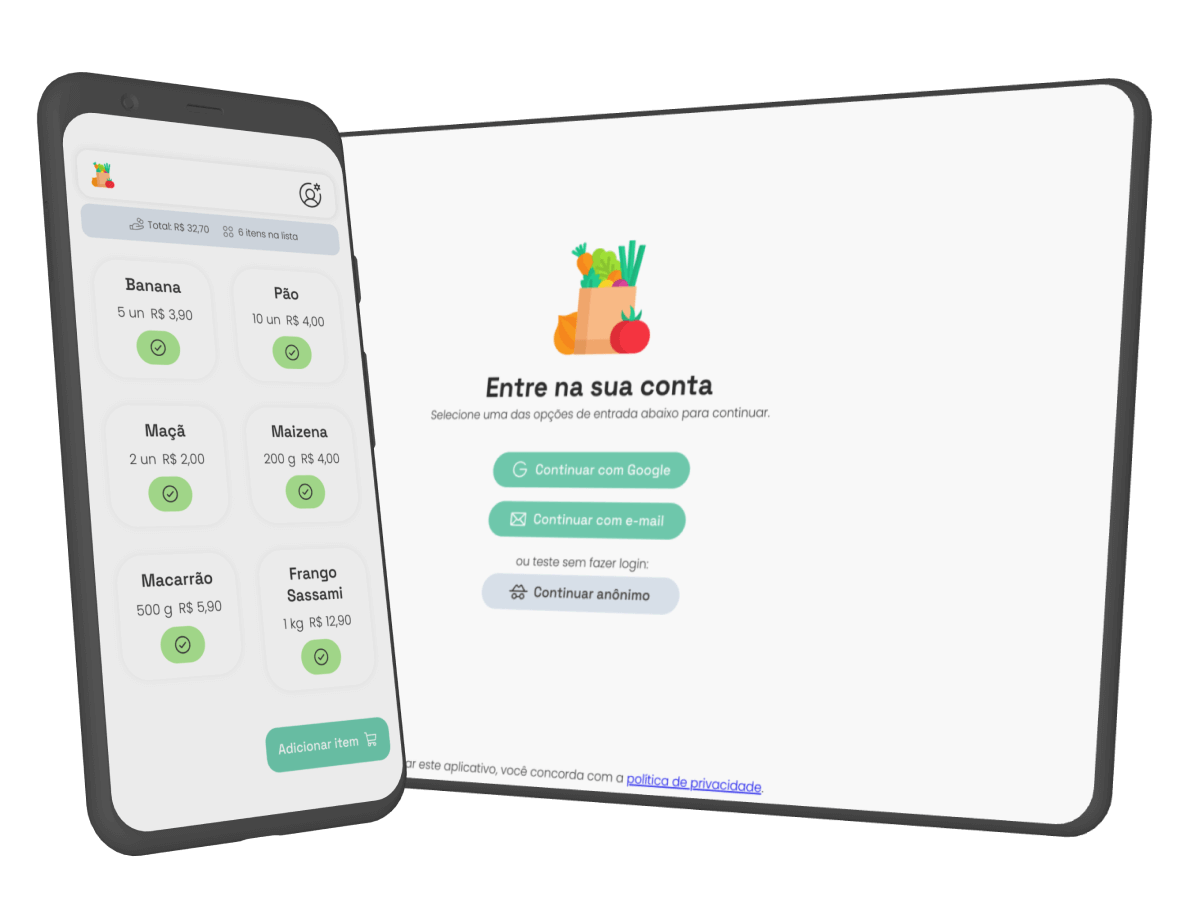 Total: R$ 32,70 6 itens na lista
Banana
5 un R$ 3,90
Pão
10 un R$ 4,00
Maçã
2 un R$ 2,00
Maizena
200 g R$ 4,00
Macarrão
500 g R$ 5,90
Frango
Sassami
1 kg R$ 12,90
Adicionar item
Entre na sua conta
Selecione uma das opções de entrada abaixo para continuar.
Continuar com Google
Continuar com e-mail
ou teste sem fazer login:
Continuar anônimo
este aplicativo, você concorda com a política de privacidade.